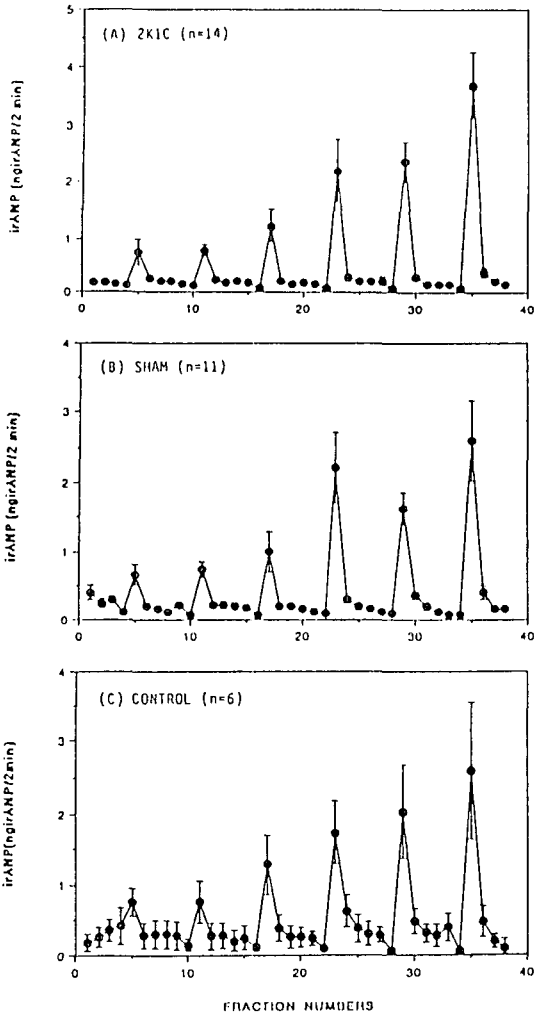 5
4
3
2
1
0
(A) 2K1C (n=14)
irANP [ngirANP/2 min]
0 10 20 30 40
4
3
2
1
0
(B) SHAM (n=11)
irANP [ngirANP/2 min]
0 10 20 30 40
4
3
2
1
0
(C) CONTROL (n=6)
irANP[ngirANP/2min]
0 10 20 30 40
FRACTION NUMBERS